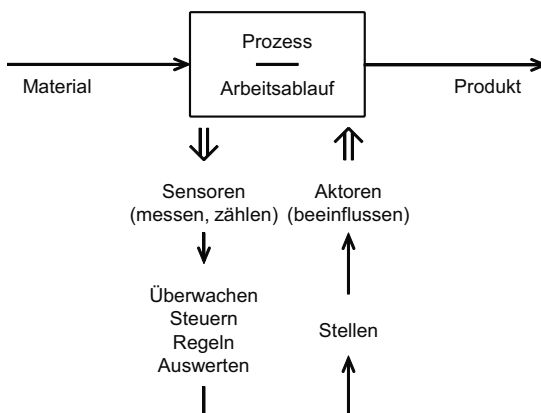 Prozess
Arbeitsablauf
Material
Produkt
Sensoren
(messen, zählen)
Aktoren
(beeinflussen)
Überwachen
Steuern
Regeln
Auswerten
Stellen